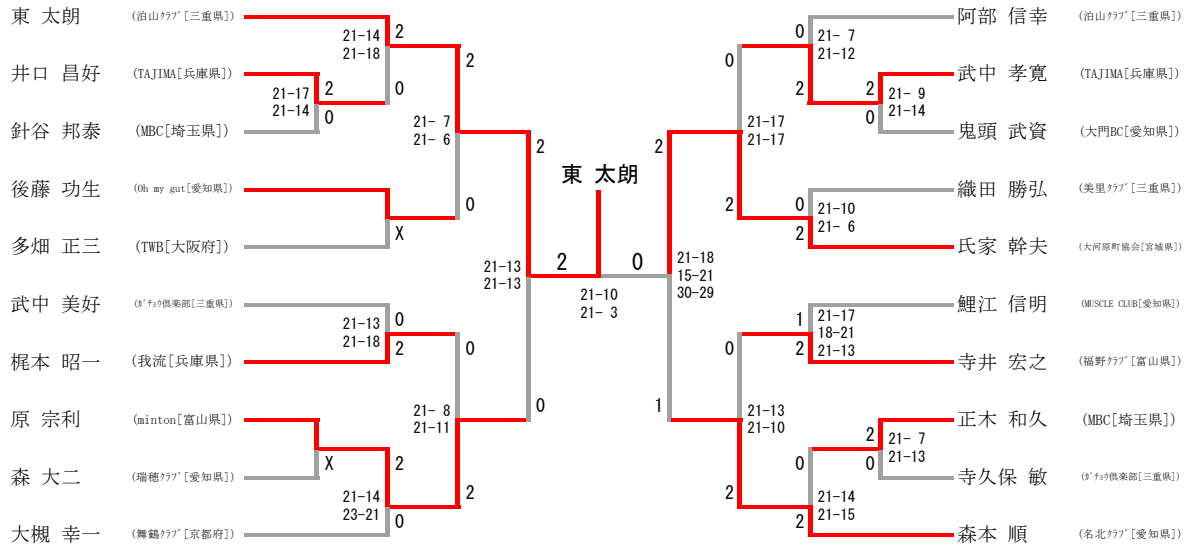 東 太朗 (泊山ｸﾗﾌﾞ[三重県])
21-14 2
21-18
井口 昌好 (TAJIMA[兵庫県])
2
21-17 2
21-14 0
0
針谷 邦泰 (MBC[埼玉県])
21- 7
21- 6
2
後藤 功生 (Oh my gut[愛知県])
0
X
多畑 正三 (TWB[大阪府])
21-13
21-13
武中 美好 (ｶﾞﾁｮｳ倶楽部[三重県])
21-13 0
21-18 2
0
梶本 昭一 (我流[兵庫県])
0
21- 8
21-11
原 宗利 (minton[富山県])
X
2
森 大二 (瑞穂ｸﾗﾌﾞ[愛知県])
21-14
23-21
0
2
大槻 幸一 (舞鶴ｸﾗﾌﾞ[京都府])
東 太朗
2 0
21-10
21- 3
阿部 信幸 (泊山ｸﾗﾌﾞ[三重県])
0 21- 7
21-12
0
武中 孝寛 (TAJIMA[兵庫県])
2
2 21- 9
0 21-14
鬼頭 武資 (大門BC[愛知県])
21-17
21-17
2
織田 勝弘 (美里ｸﾗﾌﾞ[三重県])
0 21-10
2 21- 6
2
氏家 幹夫 (大河原町協会[宮城県])
21-18
15-21
30-29
鯉江 信明 (MUSCLE CLUB[愛知県])
1 21-17
18-21
2 21-13
0
寺井 宏之 (福野ｸﾗﾌﾞ[富山県])
1
21-13
21-10
正木 和久 (MBC[埼玉県])
2 21- 7
0 21-13
0
寺久保 敏 (ｶﾞﾁｮｳ倶楽部[三重県])
2
21-14
2 21-15
森本 順 (名北ｸﾗﾌﾞ[愛知県])